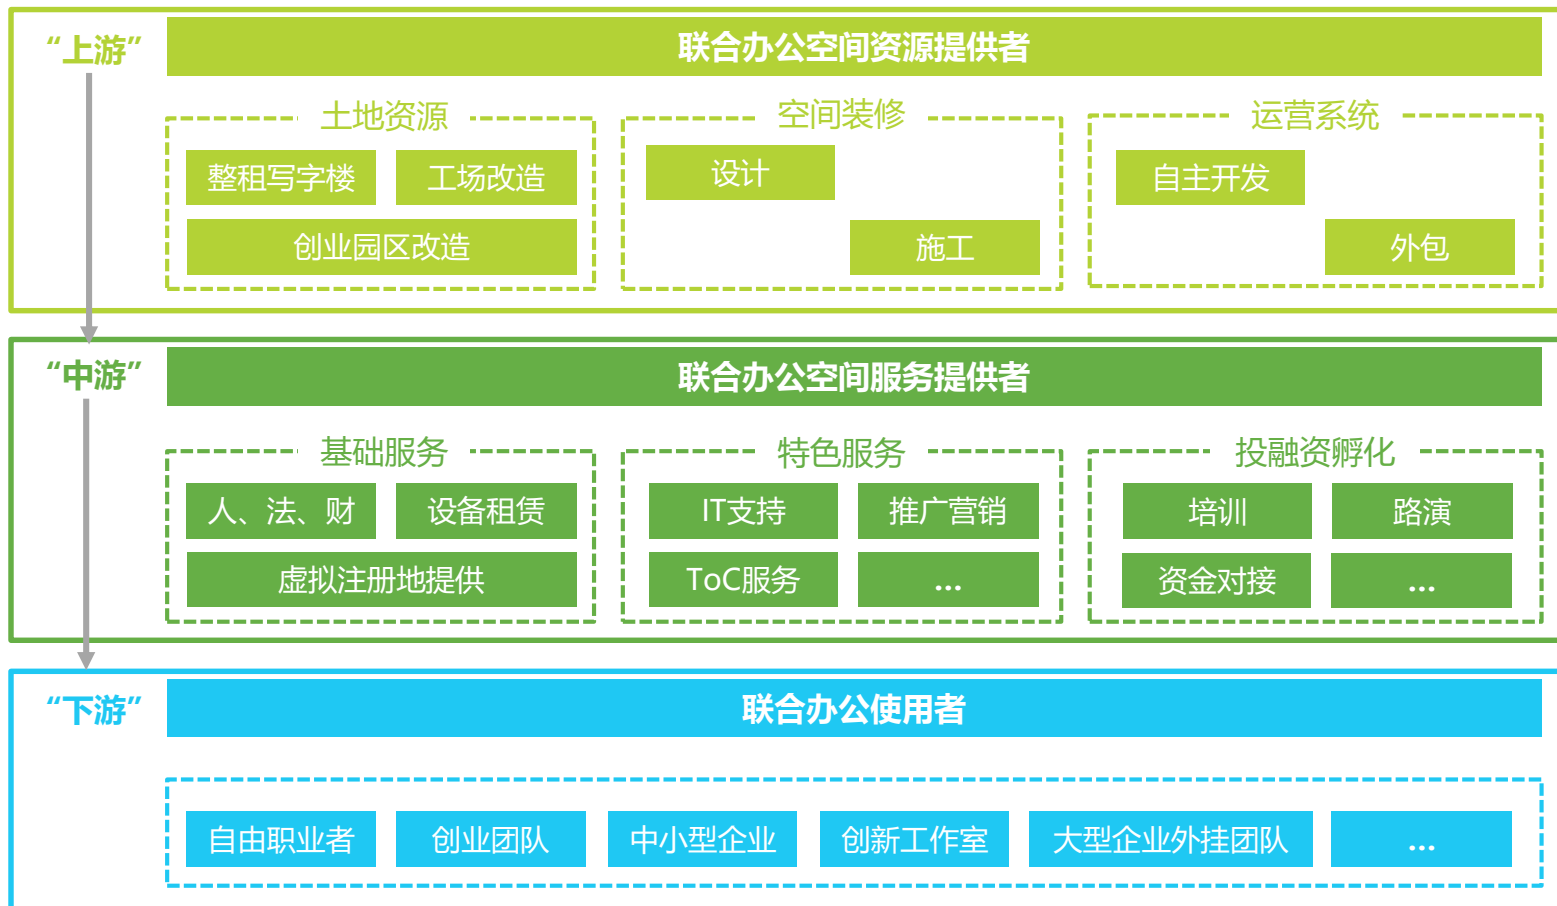 “上游”
联合办公空间资源提供者
土地资源
整租写字楼
工场改造
创业园区改造
空间装修
设计
施工
运营系统
自主开发
外包
“中游”
联合办公空间服务提供者
基础服务
人、法、财
设备租赁
虚拟注册地提供
特色服务
IT支持
推广营销
ToC服务
...
投融资孵化
培训
路演
资金对接
...
“下游”
联合办公使用者
自由职业者
创业团队
中小型企业
创新工作室
大型企业外挂团队
...